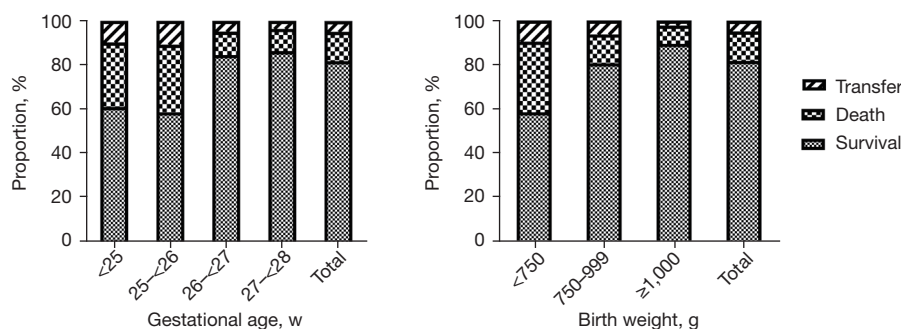 100
80
60
40
20
0
Proportion, %
<25
25–<26
26–<27
27–<28
Total
Gestational age, w
100
80
60
40
20
0
Proportion, %
<750
750–999
≥1,000
Total
Birth weight, g
Transfer
Death
Survival